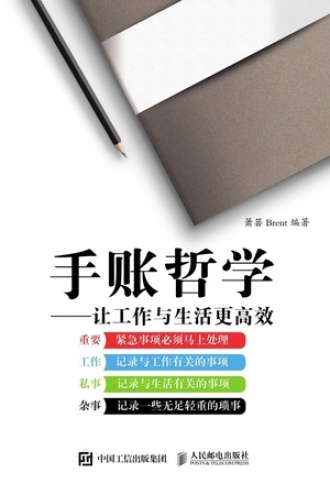 萧窑 Brent 编著
手账哲学
——让工作与生活更高效
重要 紧急事项必须马上处理
工作 记录与工作有关的事项
私事 记录与生活有关的事项
杂事 记录一些无足轻重的琐事
中国工信出版集团 人民邮电出版社